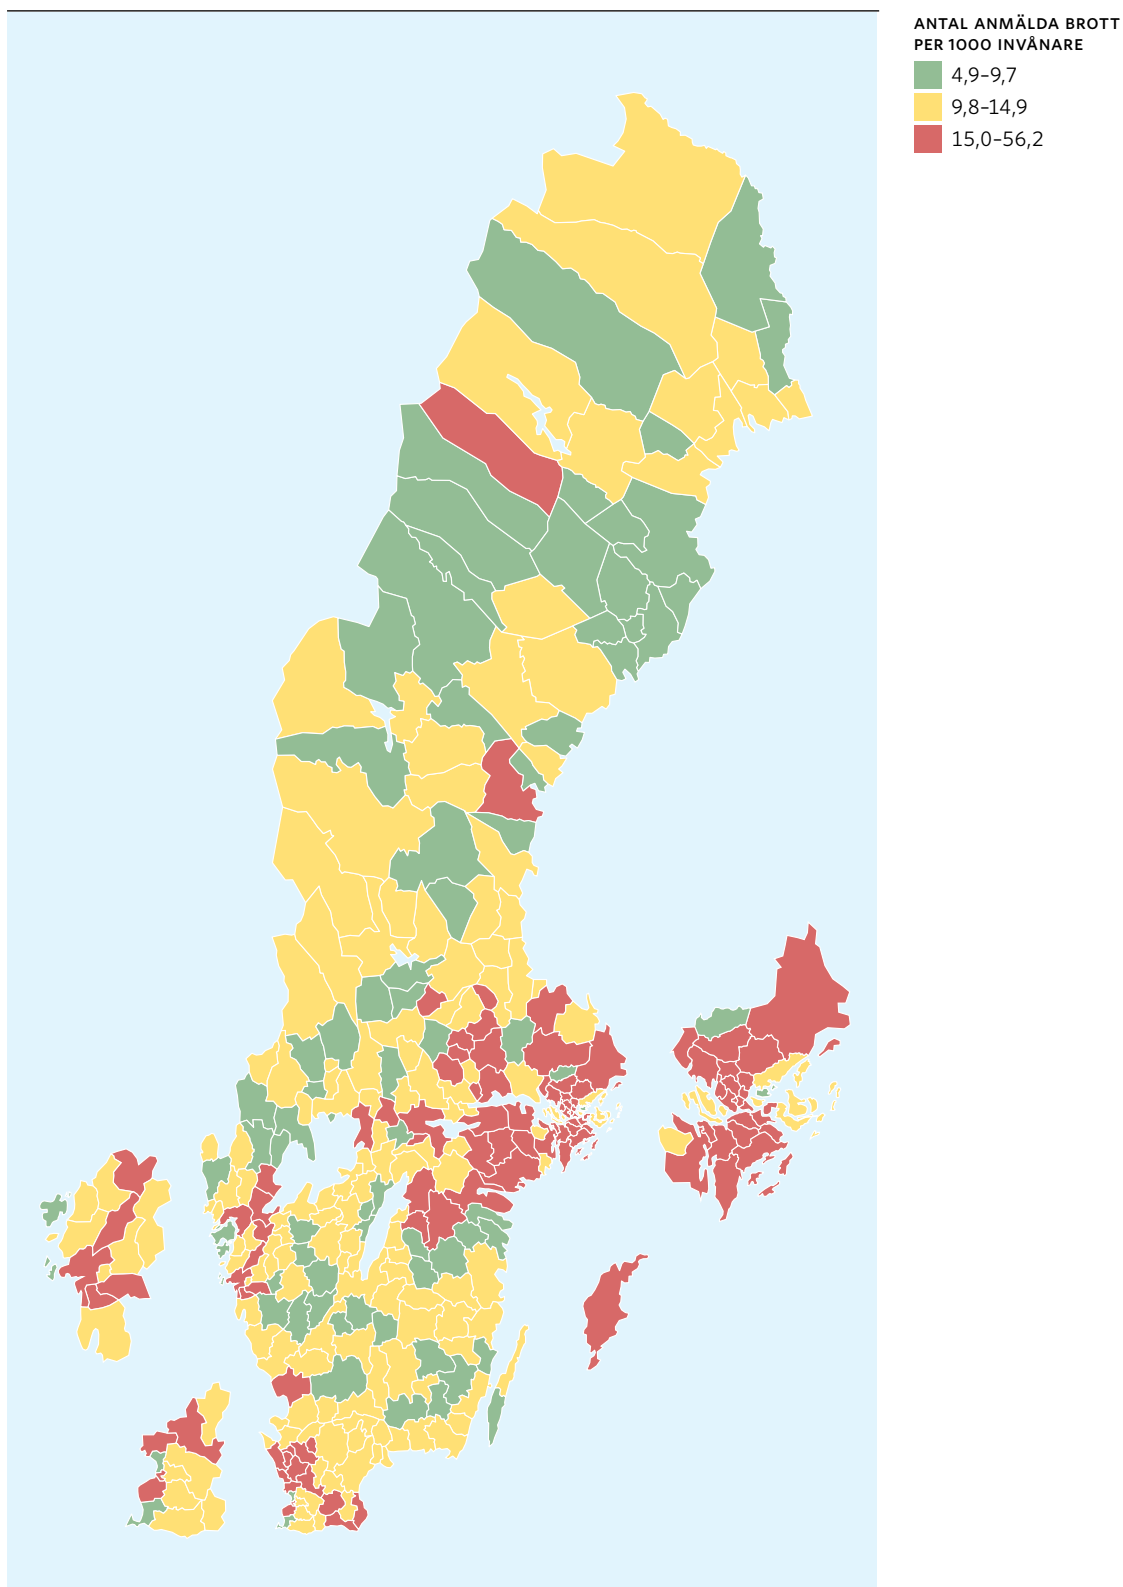 ANTAL ANMÄLDA BROTT
PER 1000 INVÅNARE
4,9–9,7
9,8–14,9
15,0–56,2